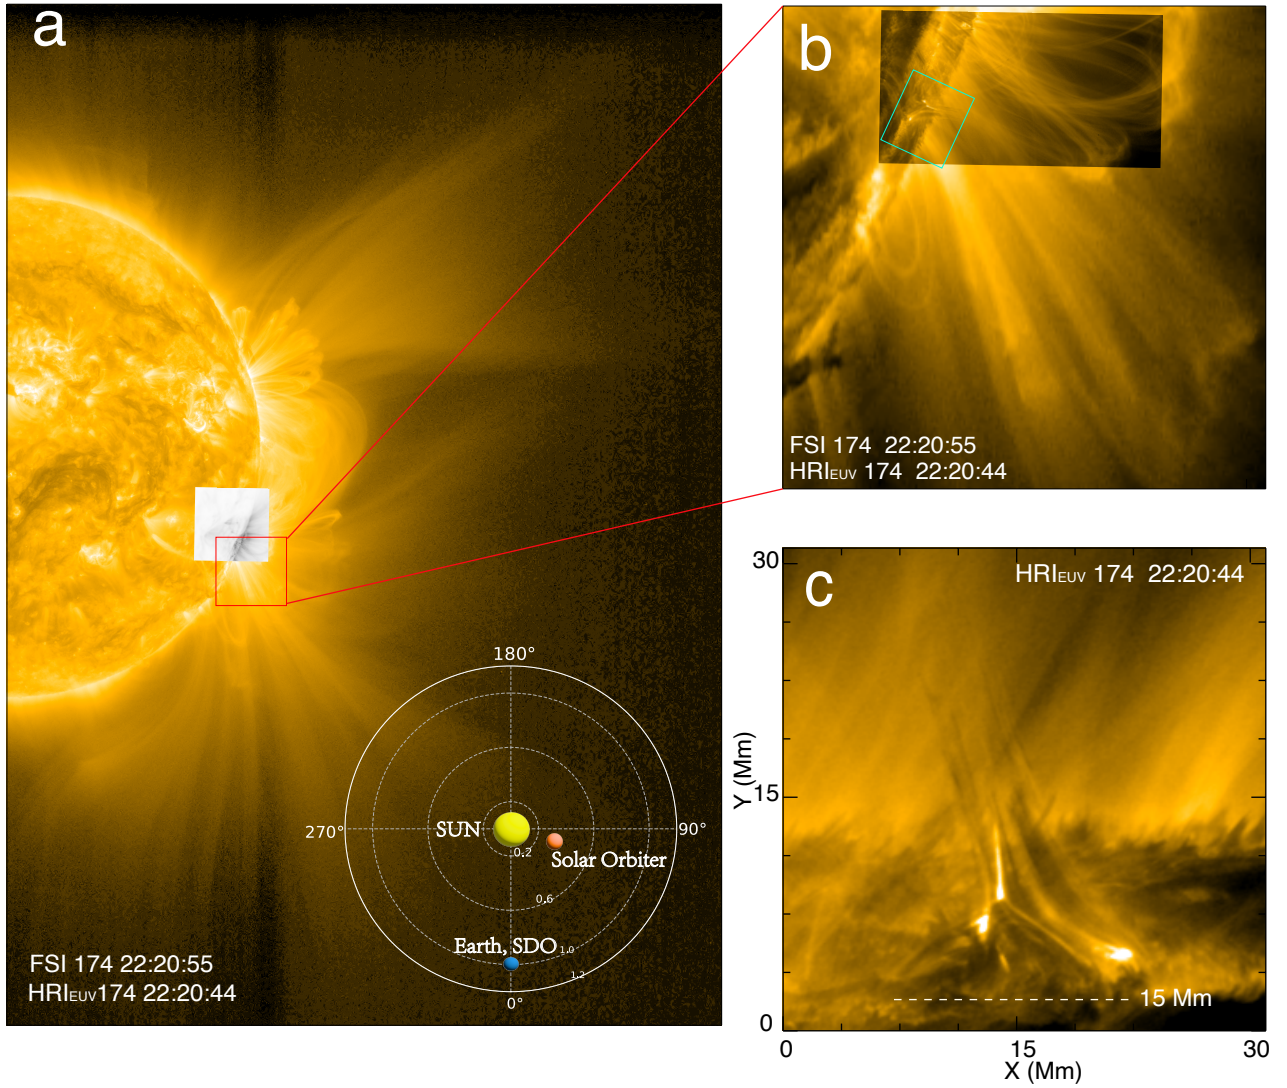 a
180°
270°
SUN
90°
0.2
Solar Orbiter
0.6
Earth, SDO
1.0
1.2
0°
FSI 174 22:20:55
HRIEUV174 22:20:44
b
FSI 174 22:20:55
HRIEUV 174 22:20:44
c
HRIEUV 174 22:20:44
30
15
0
Y (Mm)
15 Mm
0
15
30
X (Mm)